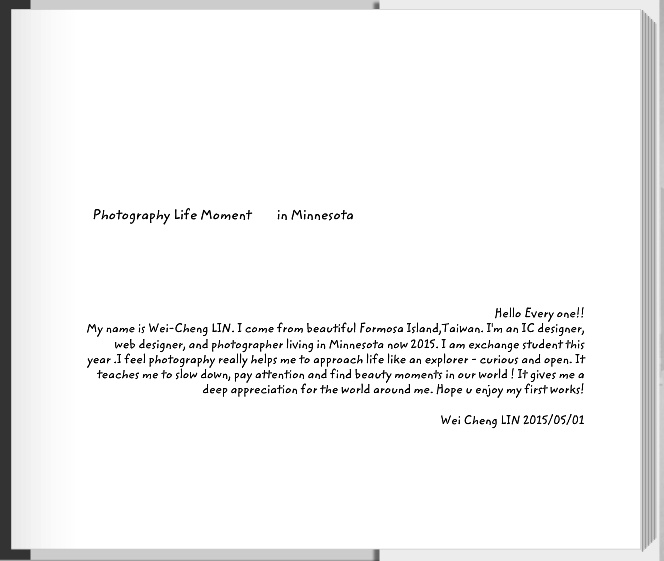 Photography Life Moment in Minnesota
Hello Every one!!
My name is Wei-Cheng LIN. I come from beautiful Formosa Island,Taiwan. I'm an IC designer,
web designer, and photographer living in Minnesota now 2015. I am exchange student this
year .I feel photography really helps me to approach life like an explorer - curious and open. It
teaches me to slow down, pay attention and find beauty moments in our world ! It gives me a
deep appreciation for the world around me. Hope u enjoy my first works!
Wei Cheng LIN 2015/05/01